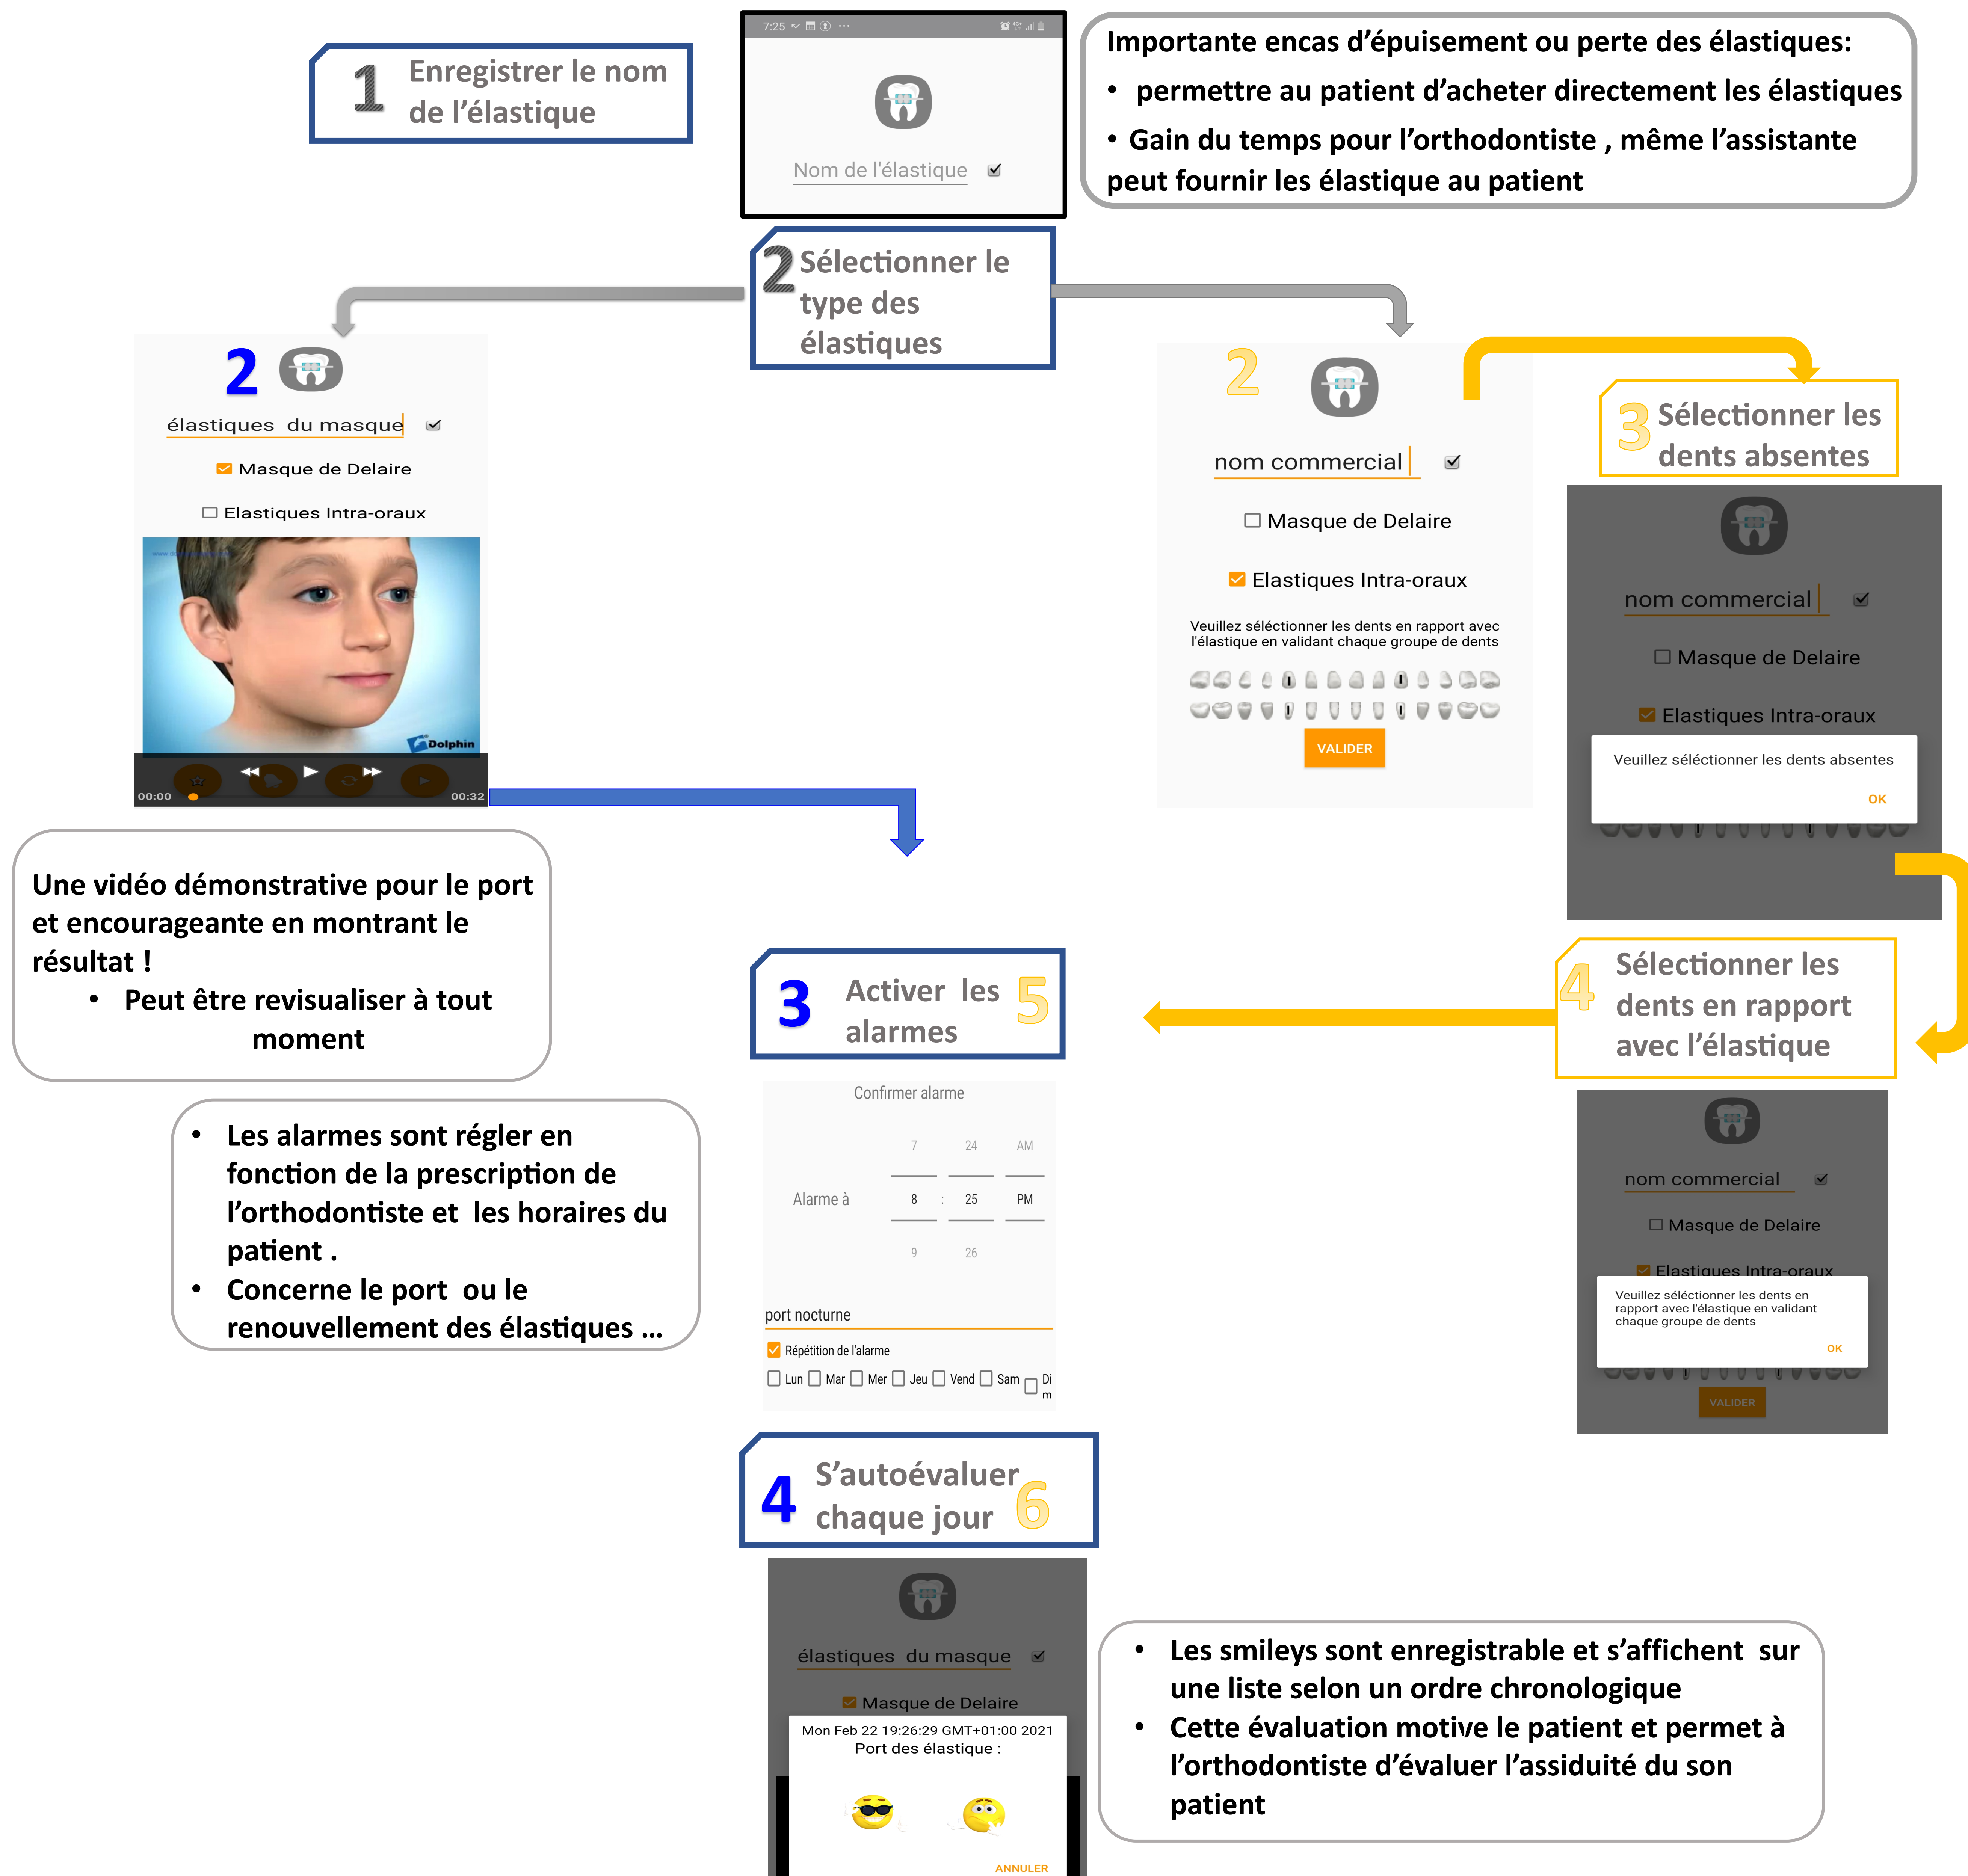 1
Enregistrer le nom
de l’élastique
7:25
Nom de l'élastique
Importante encas d’épuisement ou perte des élastiques:
• permettre au patient d’acheter directement les élastiques
• Gain du temps pour l’orthodontiste , même l’assistante
peut fournir les élastique au patient
2
Sélectionner le
type des
élastiques
2
élastiques du masque
Masque de Delaire
Elastiques Intra-oraux
Dolphin
00:00
00:32
2
nom commercial
Masque de Delaire
Elastiques Intra-oraux
Veuillez séléctionner les dents en rapport avec
l'élastique en validant chaque groupe de dents
VALIDER
3
Sélectionner les
dents absentes
nom commercial
Masque de Delaire
Elastiques Intra-oraux
Veuillez séléctionner les dents absentes
OK
Une vidéo démonstrative pour le port
et encourageante en montrant le
résultat !
• Peut être revisualiser à tout
moment
4
Sélectionner les
dents en rapport
avec l’élastique
nom commercial
Masque de Delaire
Elastiques Intra-oraux
Veuillez séléctionner les dents en
rapport avec l'élastique en validant
chaque groupe de dents
OK
VALIDER
3 Activer les 5
alarmes
• Les alarmes sont régler en
fonction de la prescription de
l’orthodontiste et les horaires du
patient .
• Concerne le port ou le
renouvellement des élastiques ...
Confirmer alarme
7 24 AM
Alarme à 8 : 25 PM
9 26
port nocturne
Répétition de l'alarme
Lun Mar Mer Jeu Vend Sam Di
m
4 S’autoévaluer
chaque jour 6
élastiques du masque
Masque de Delaire
Mon Feb 22 19:26:29 GMT+01:00 2021
Port des élastique :
ANNULER
• Les smileys sont enregistrable et s’affichent sur
une liste selon un ordre chronologique
• Cette évaluation motive le patient et permet à
l’orthodontiste d’évaluer l’assiduité du son
patient